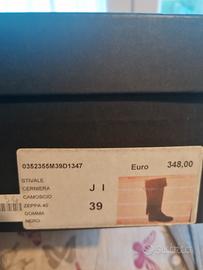 0352355M39D1347
Euro 348,00
STIVALE
CERNIERA J I
CAMOSCIO
ZEPPA 40 39
GOMMA
NERO